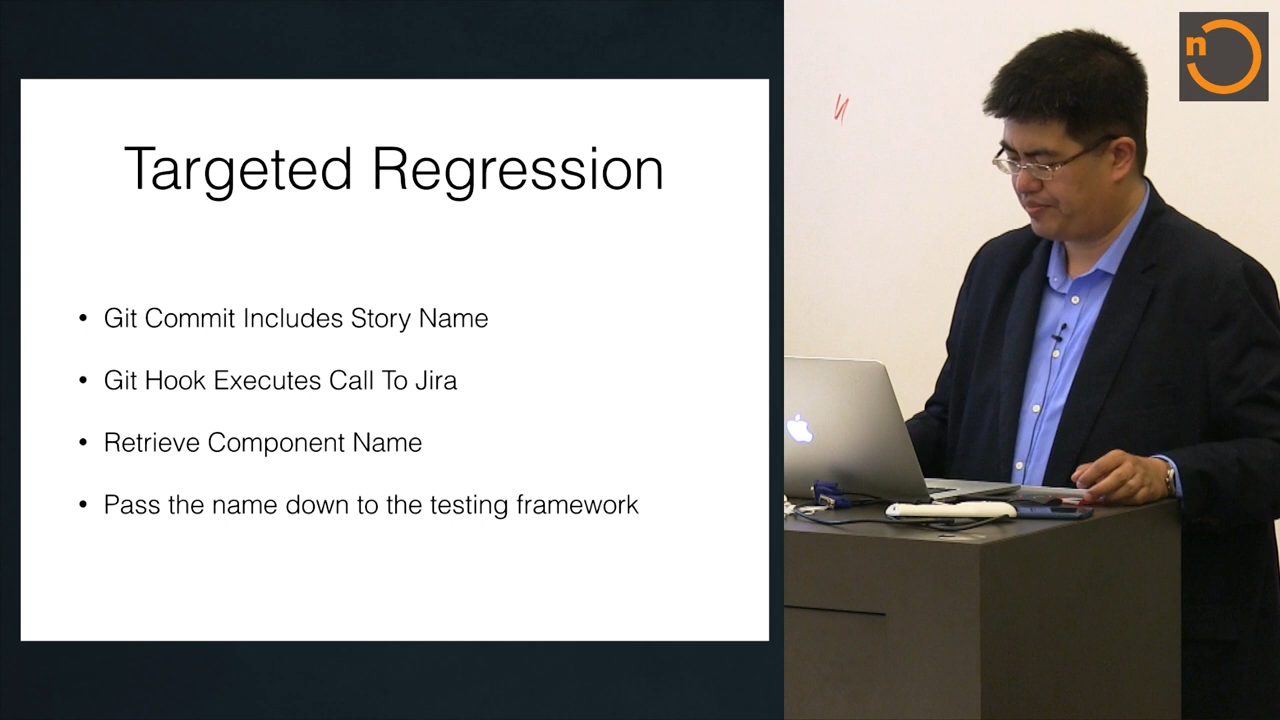 Targeted Regression
• Git Commit Includes Story Name
• Git Hook Executes Call To Jira
• Retrieve Component Name
• Pass the name down to the testing framework
n